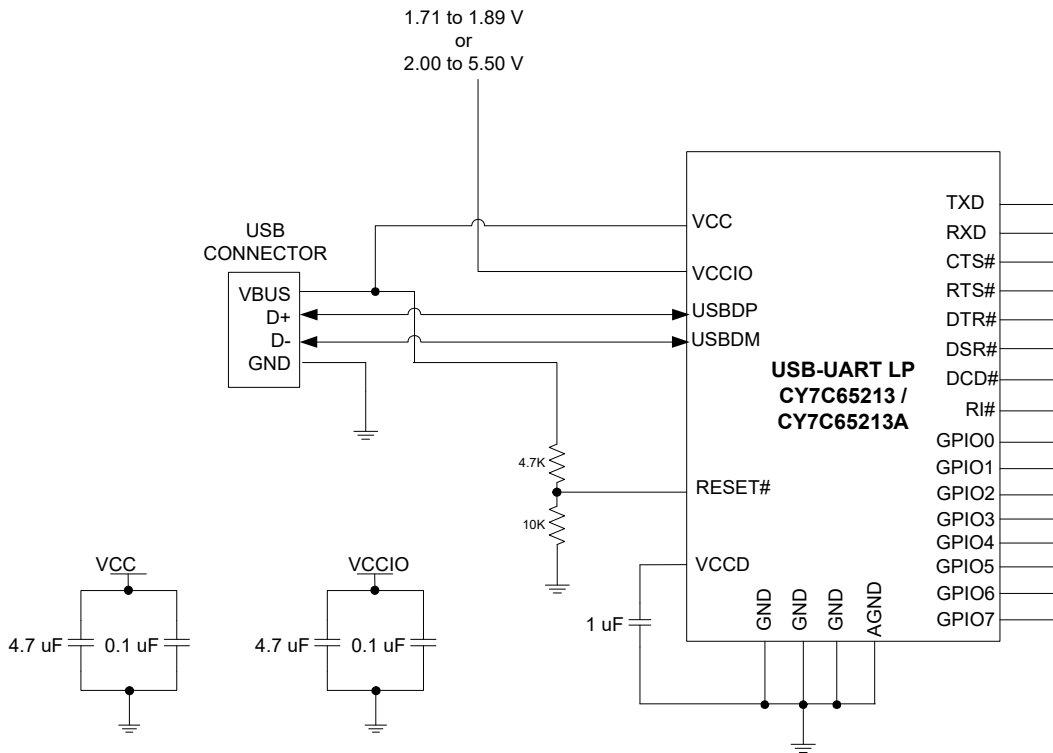 1.71 to 1.89 V
or
2.00 to 5.50 V
USB
CONNECTOR
VBUS
D+
D-
GND
VCC
VCCIO
USBDP
USBDM
RESET#
VCCD
USB-UART LP
CY7C65213 /
CY7C65213A
TXD
RXD
CTS#
RTS#
DTR#
DSR#
DCD#
RI#
GPIO0
GPIO1
GPIO2
GPIO3
GPIO4
GPIO5
GPIO6
GPIO7
GND
GND
GND
AGND
4.7K
10K
1 uF
VCC
4.7 uF
0.1 uF
VCCIO
4.7 uF
0.1 uF